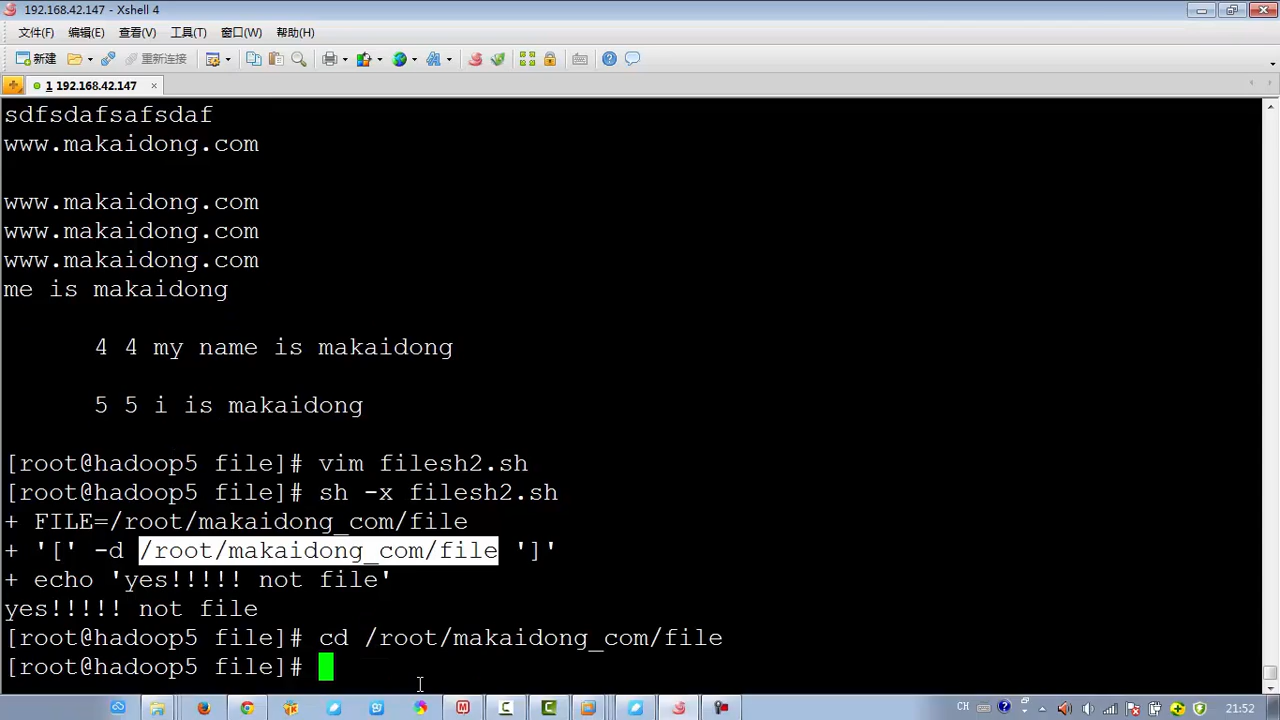 192.168.42.147 - Xshell 4
文件(F) 编辑(E) 查看(V) 工具(T) 窗口(W) 帮助(H)
新建 重新连接
1 192.168.42.147
sdfsdafsafsdaf
www.makaidong.com
www.makaidong.com
www.makaidong.com
www.makaidong.com
me is makaidong
4 4 my name is makaidong
5 5 i is makaidong
[root@hadoop5 file]# vim filesh2.sh
[root@hadoop5 file]# sh -x filesh2.sh
+ FILE=/root/makaidong_com/file
+ '[' -d /root/makaidong_com/file ']'
+ echo 'yes!!!!! not file'
yes!!!!! not file
[root@hadoop5 file]# cd /root/makaidong_com/file
[root@hadoop5 file]#
CH 21:52